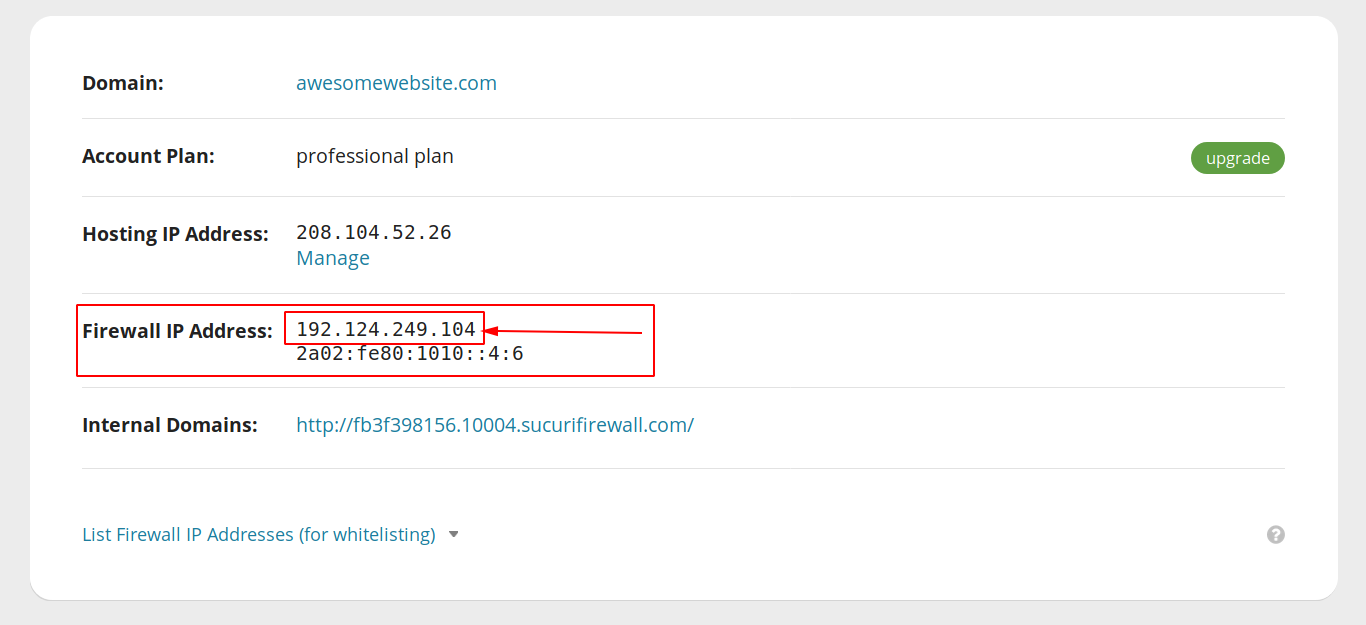 Domain: awesomewebsite.com
Account Plan: professional plan upgrade
Hosting IP Address: 208.104.52.26
Manage
Firewall IP Address: 192.124.249.104
2a02:fe80:1010::4:6
Internal Domains: http://fb3f398156.10004.sucurifirewall.com/
List Firewall IP Addresses (for whitelisting)
?